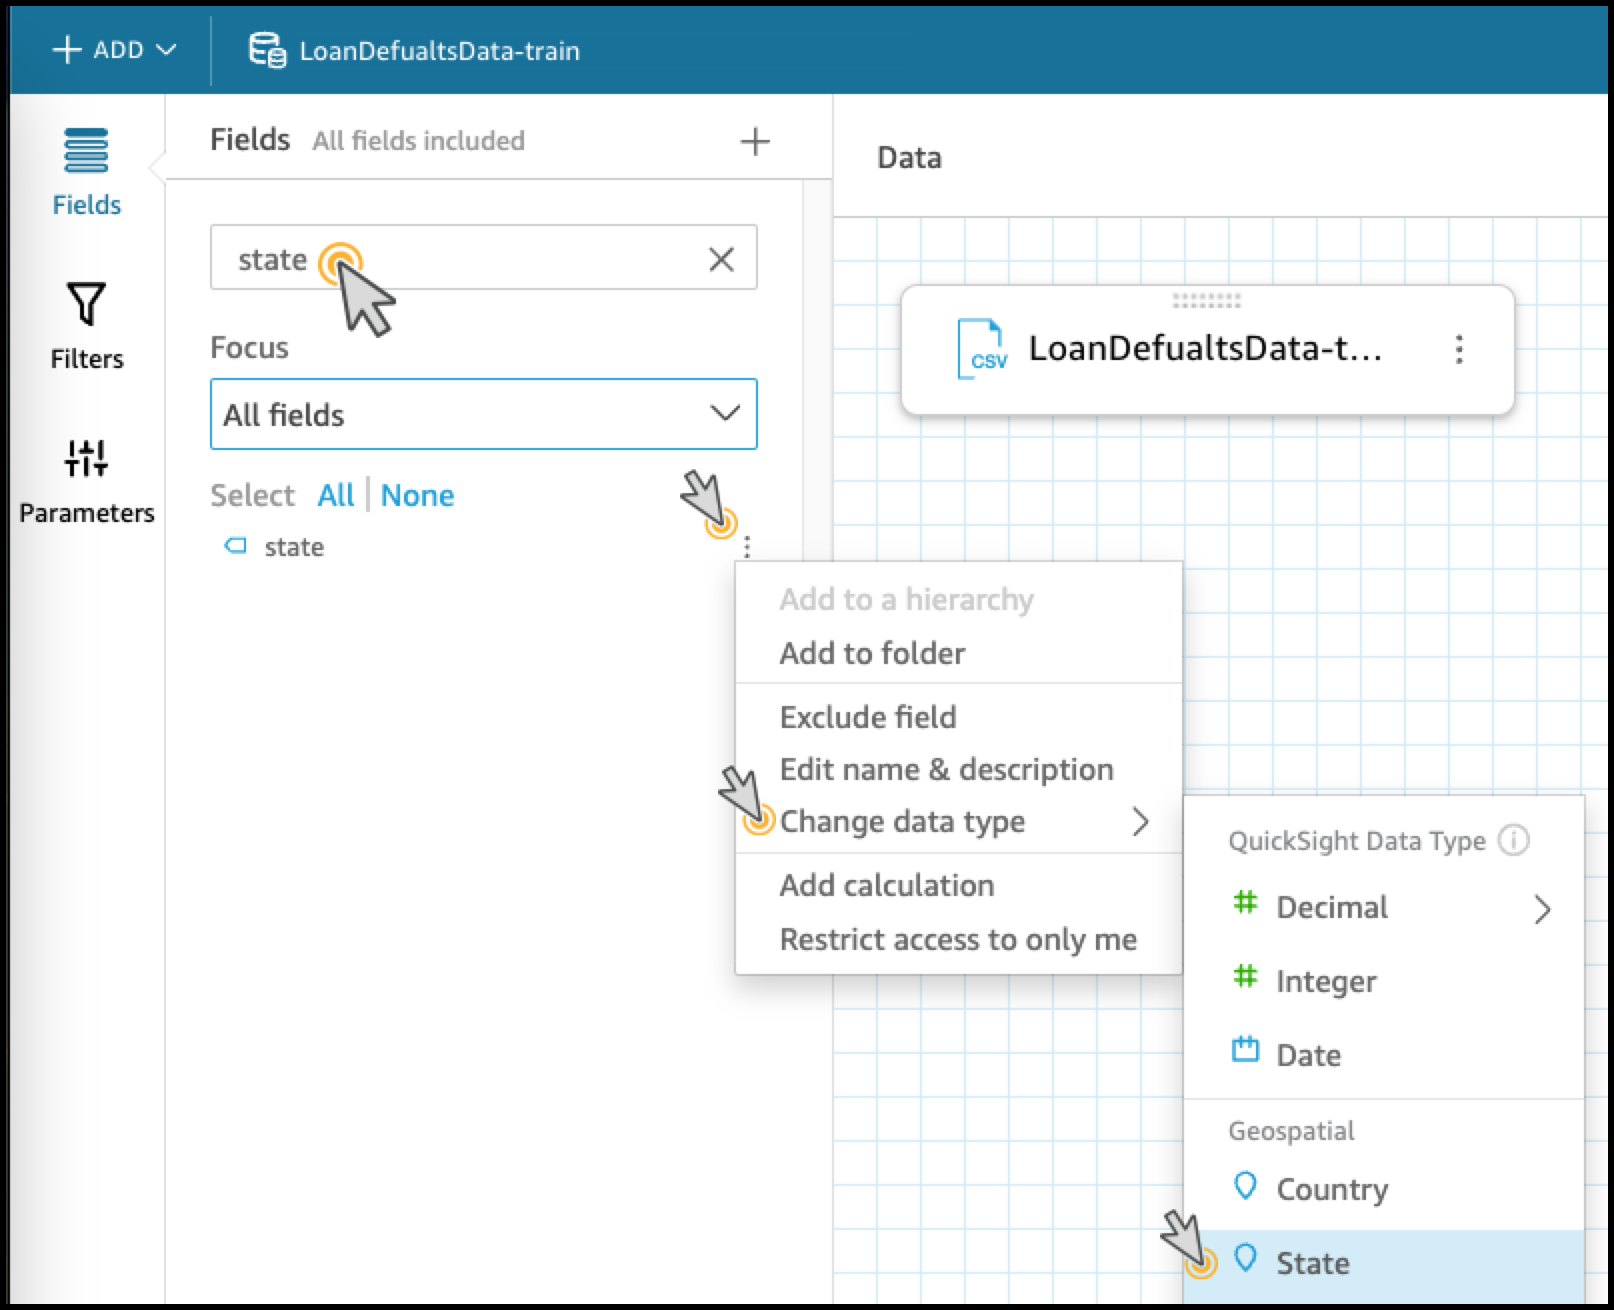 ADD
LoanDefualtsData-train
Fields
Filters
Parameters
Fields All fields included
state
Focus
All fields
Select All None
state
Data
CSV
LoanDefualtsData-t...
Add to a hierarchy
Add to folder
Exclude field
Edit name & description
Change data type
Add calculation
Restrict access to only me
QuickSight Data Type
Decimal
Integer
Date
Geospatial
Country
State